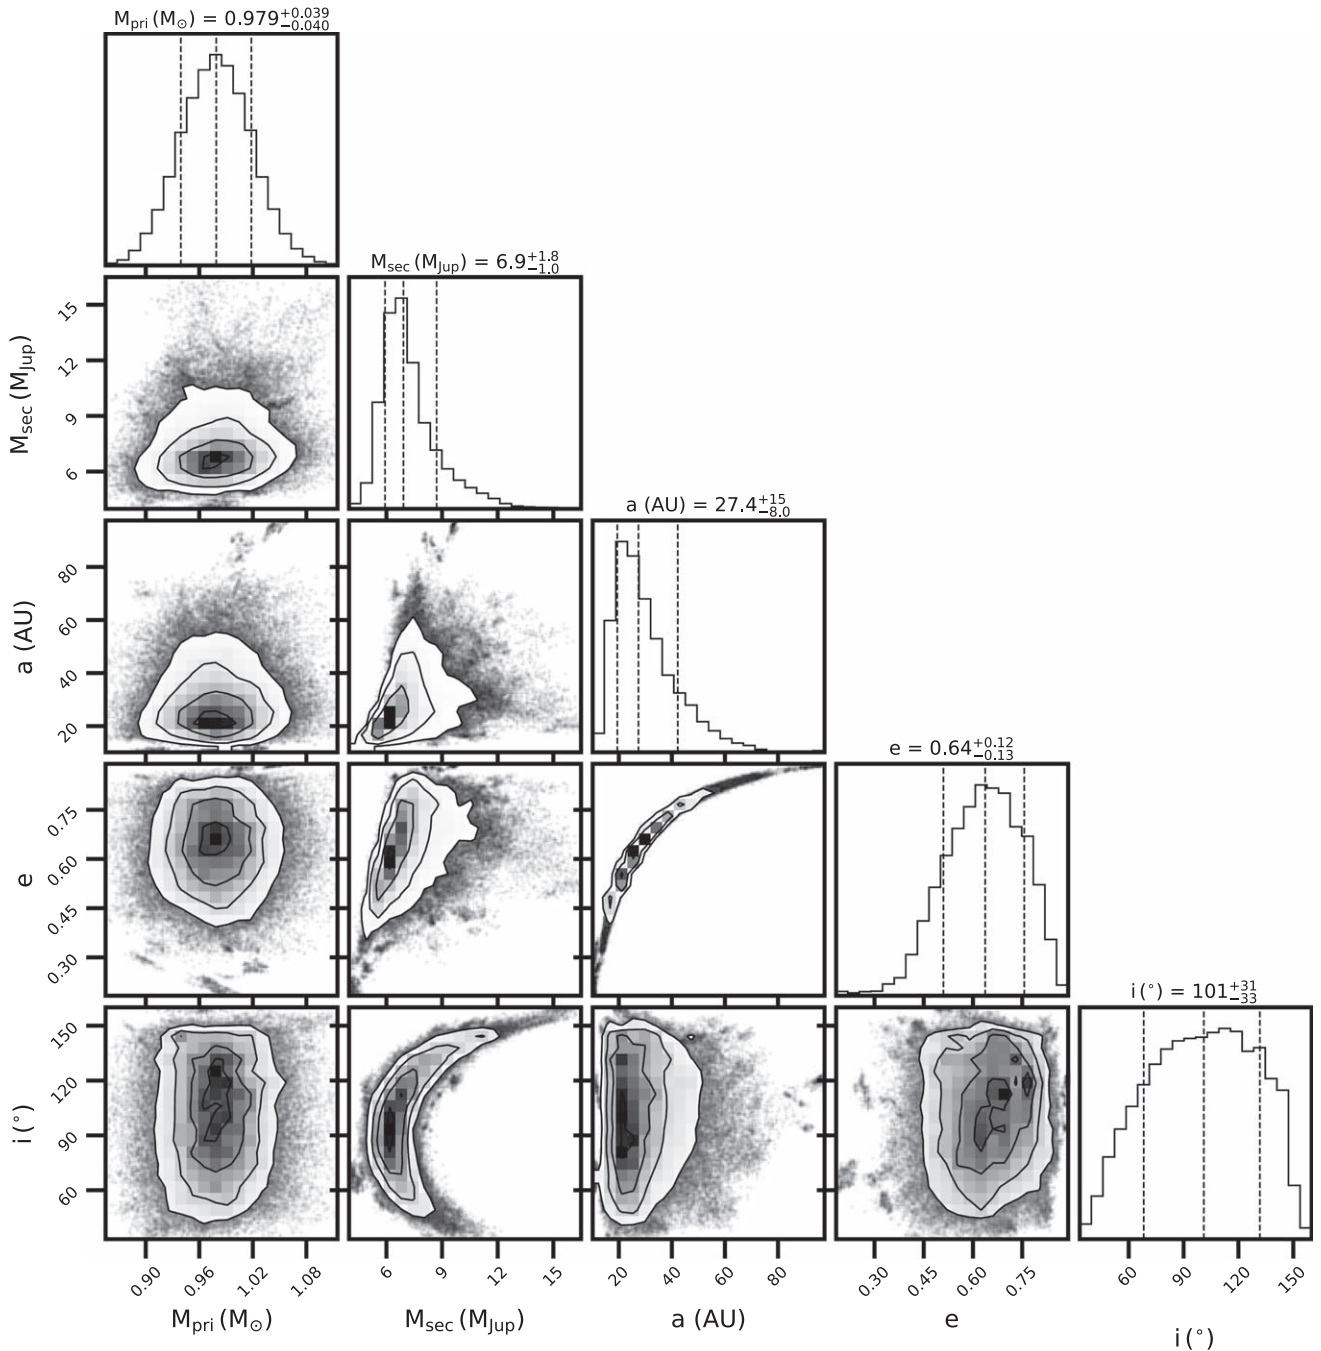 M_pri (M_⊙) = 0.979^{+0.039}_{−0.040}
M_sec (M_Jup) = 6.9^{+1.8}_{−1.0}
M_sec (M_Jup)
15
12
9
6
a (AU) = 27.4^{+15}_{−8.0}
a (AU)
80
60
40
20
e = 0.64^{+0.12}_{−0.13}
e
0.75
0.60
0.45
0.30
i (°) = 101^{+31}_{−33}
i (°)
150
120
90
60
0.90 0.96 1.02 1.08 6 9 12 15 20 40 60 80 0.30 0.45 0.60 0.75 60 90 120 150
M_pri (M_⊙) M_sec (M_Jup) a (AU) e i (°)